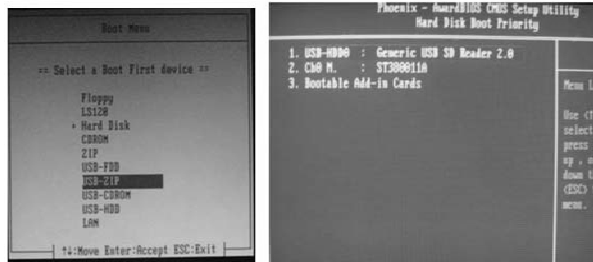 Boot Menu
== Select a Boot First device ==
Floppy
LS120
Hard Disk
CDROM
ZIP
USB-FDD
USB-ZIP
USB-CDROM
USB-HDD
LAN
↑↓:Move Enter:Accept ESC:Exit
Phoenix - AwardBIOS CMOS Setup Utility
Hard Disk Boot Priority
1. USB-HDD0 : Generic USB SD Reader 2.0
2. Ch0 M. : ST380011A
3. Bootable Add-in Cards
Menu L
Use <↑
select
press
up , o
down t
<ESC>
menu.